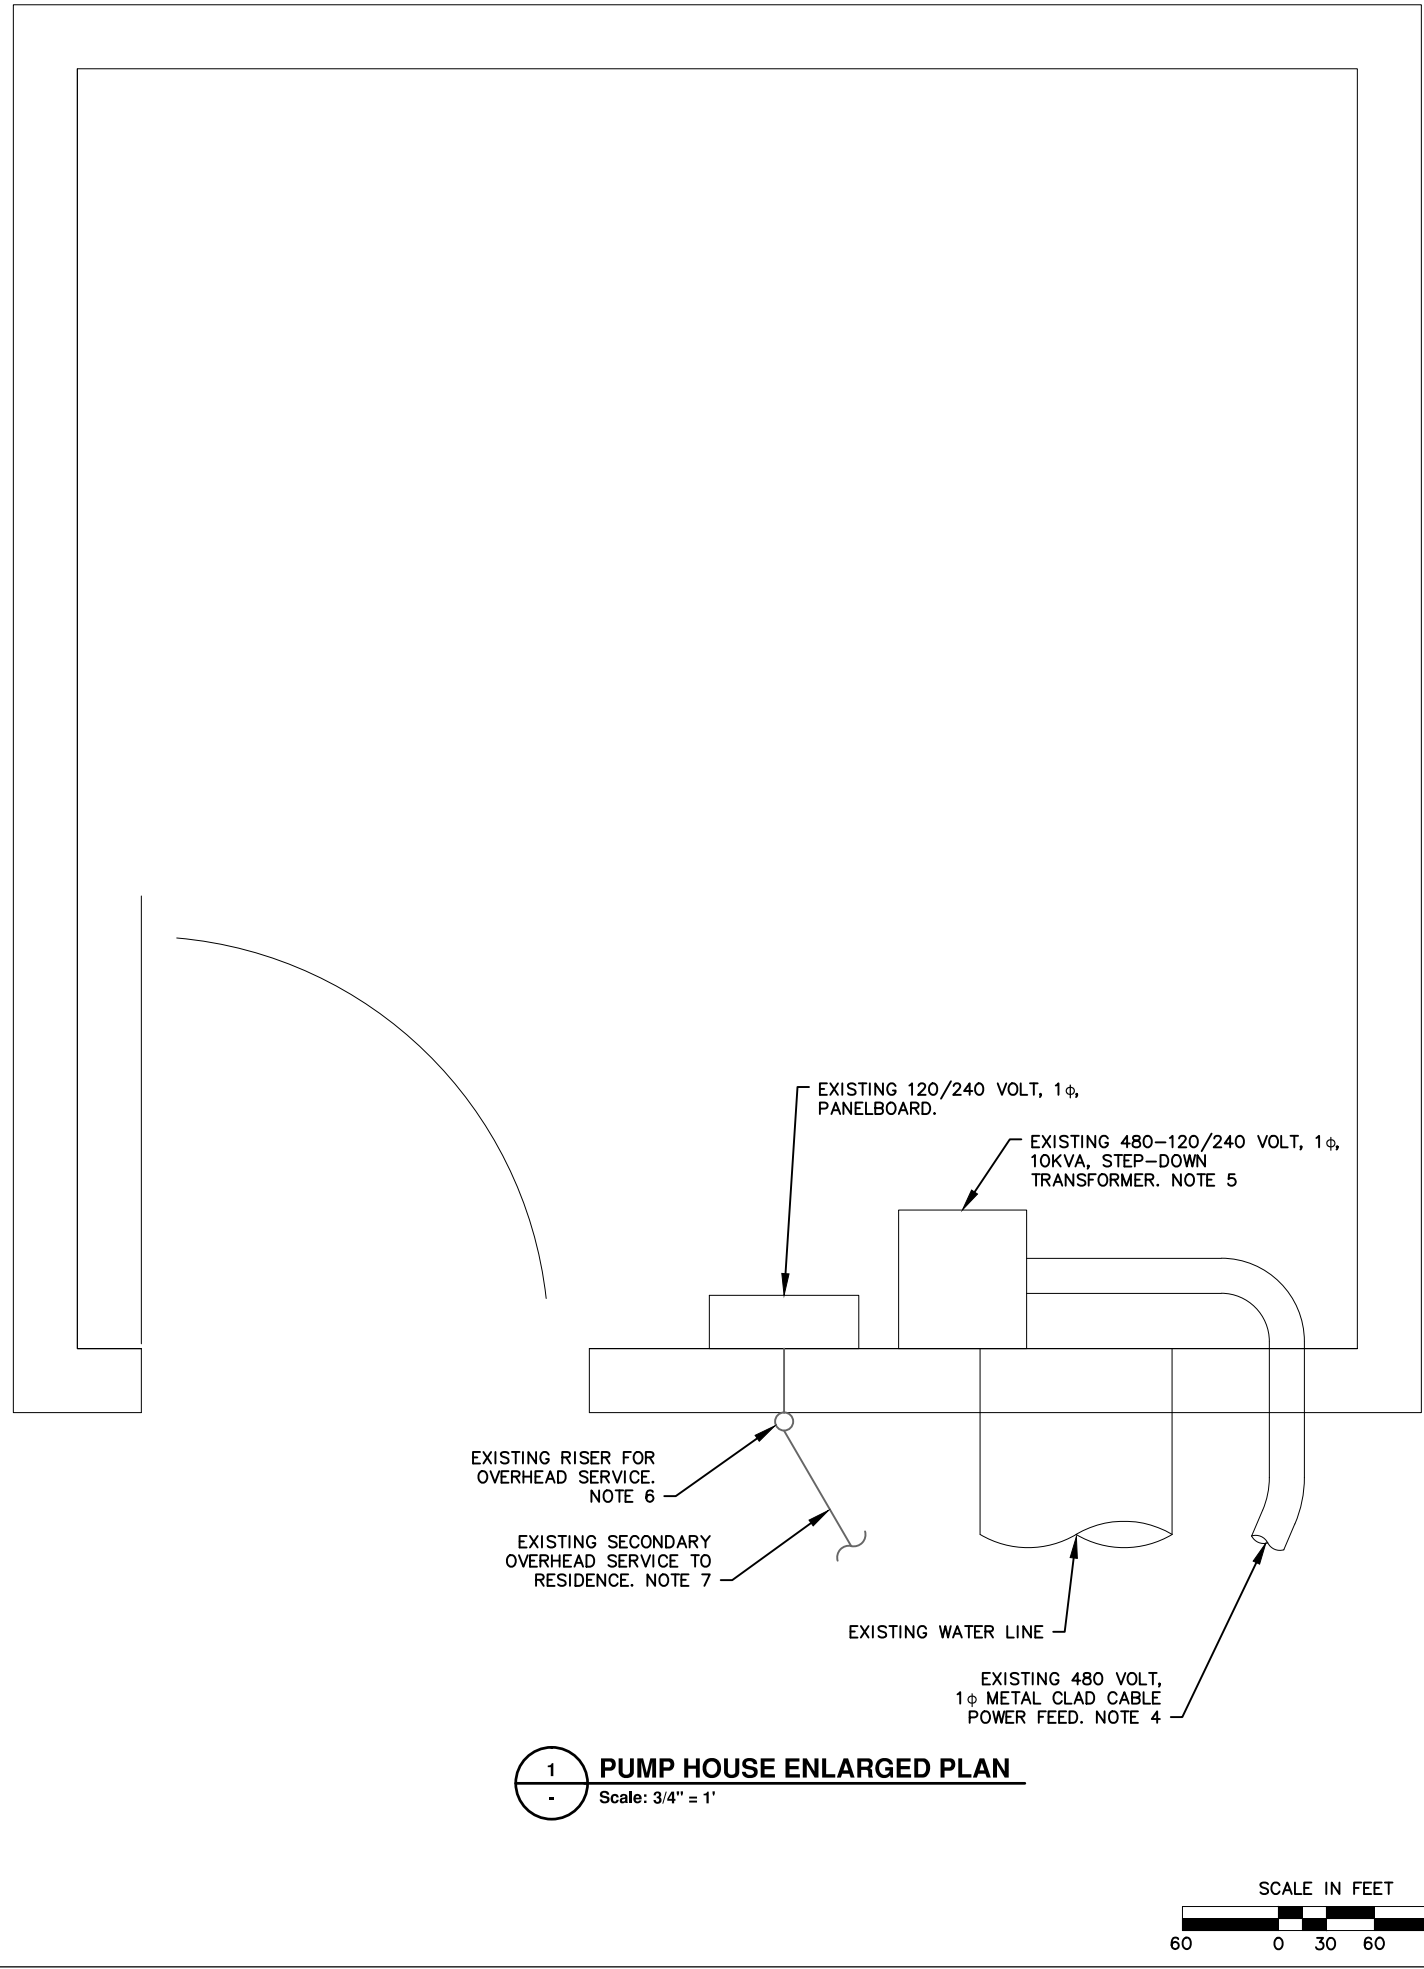 EXISTING 120/240 VOLT, 1ϕ,
PANELBOARD.
EXISTING 480-120/240 VOLT, 1ϕ,
10KVA, STEP-DOWN
TRANSFORMER. NOTE 5
EXISTING RISER FOR
OVERHEAD SERVICE.
NOTE 6
EXISTING SECONDARY
OVERHEAD SERVICE TO
RESIDENCE. NOTE 7
EXISTING WATER LINE
EXISTING 480 VOLT,
1ϕ METAL CLAD CABLE
POWER FEED. NOTE 4
1
-
PUMP HOUSE ENLARGED PLAN
Scale: 3/4" = 1'
SCALE IN FEET
60 0 30 60